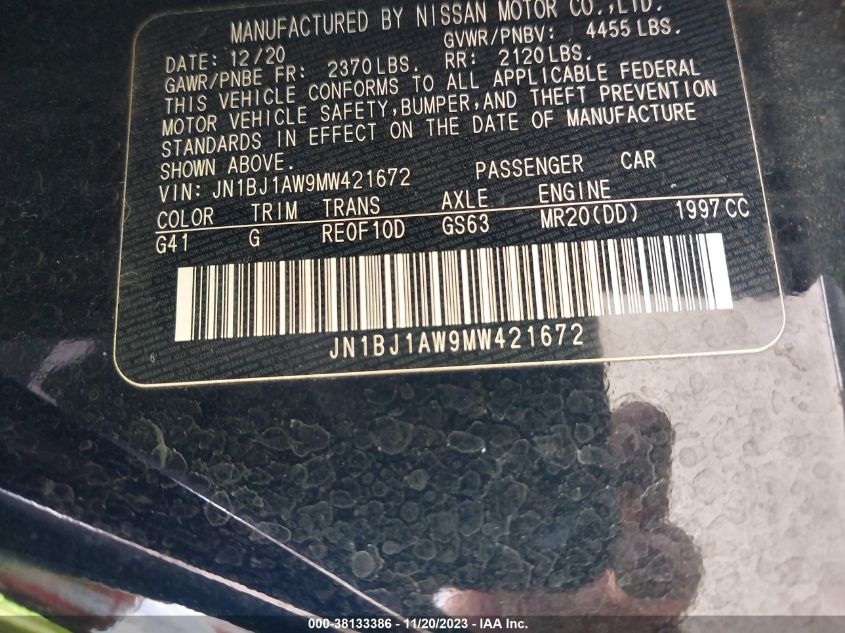 MANUFACTURED BY NISSAN MOTOR CO.,LTD.
DATE: 12/20 GVWR/PNBV: 4455 LBS.
GAWR/PNBE FR: 2370LBS. RR: 2120LBS.
THIS VEHICLE CONFORMS TO ALL APPLICABLE FEDERAL
MOTOR VEHICLE SAFETY,BUMPER,AND THEFT PREVENTION
STANDARDS IN EFFECT ON THE DATE OF MANUFACTURE
SHOWN ABOVE.
VIN: JN1BJ1AW9MW421672 PASSENGER CAR
COLOR TRIM TRANS AXLE ENGINE
G41 G RE0F10D GS63 MR20(DD) 1997CC
JN1BJ1AW9MW421672
000-38133386 - 11/20/2023 - IAA Inc.